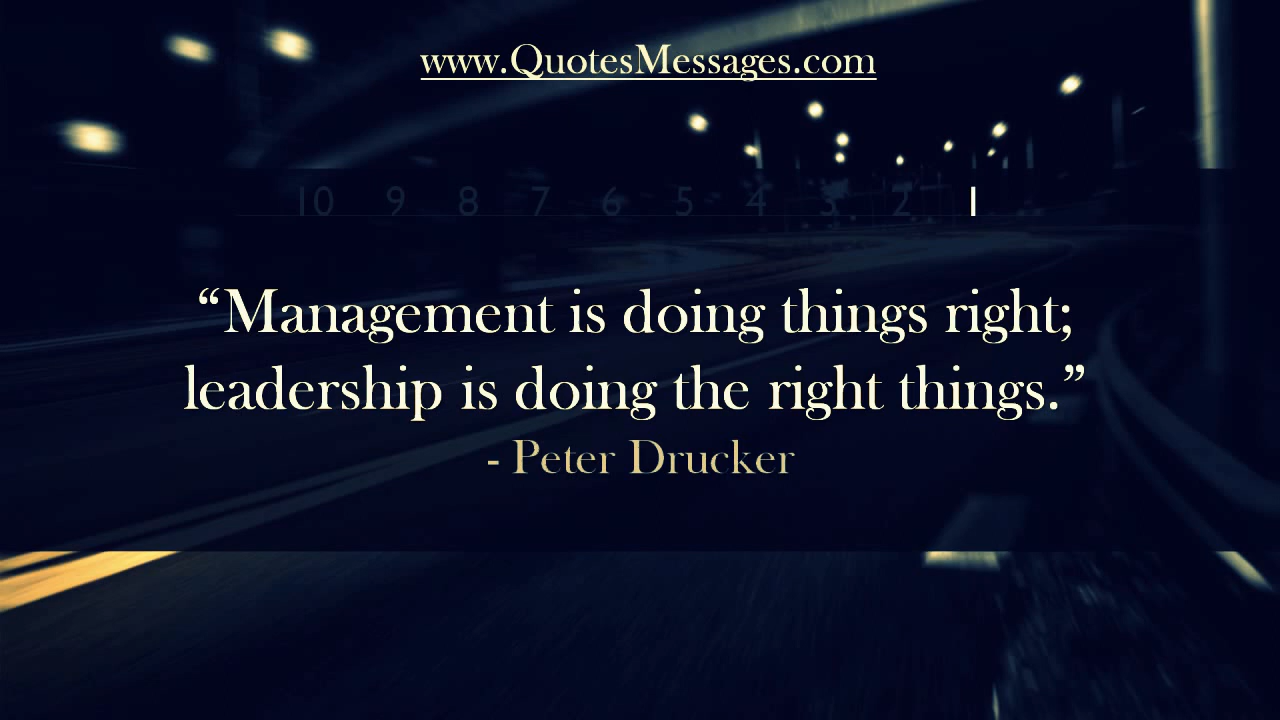 www.QuotesMessages.com
10 9 8 7 6 5 4 3 2 1
“Management is doing things right;
leadership is doing the right things.”
- Peter Drucker